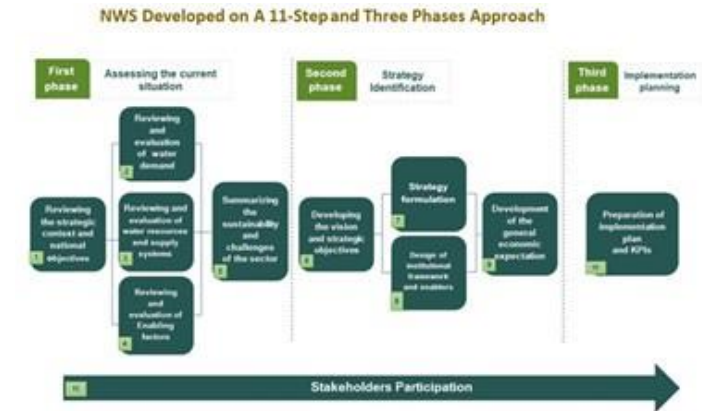 NWS Developed on A 11-Step and Three Phases Approach
First
phase
Assessing the current
situation
Second
phase
Strategy
Identification
Third
phase
Implementation
planning
Reviewing
the strategic
context and
national
objectives
1
Reviewing
and
evaluation
of water
demand
Reviewing and
evaluation of
water resources
and supply
systems
Reviewing
and
evaluation of
Enabling
factors
4
Summarizing
the
sustainability
and
challenges
of the sector
5
Developing
the vision
and strategic
objectives
6
Strategy
formulation
7
Design of
institutional
framework
and enablers
8
Development
of the
general
economic
expectation
9
Preparation of
implementation
plan
and KPIs
10
Stakeholders Participation